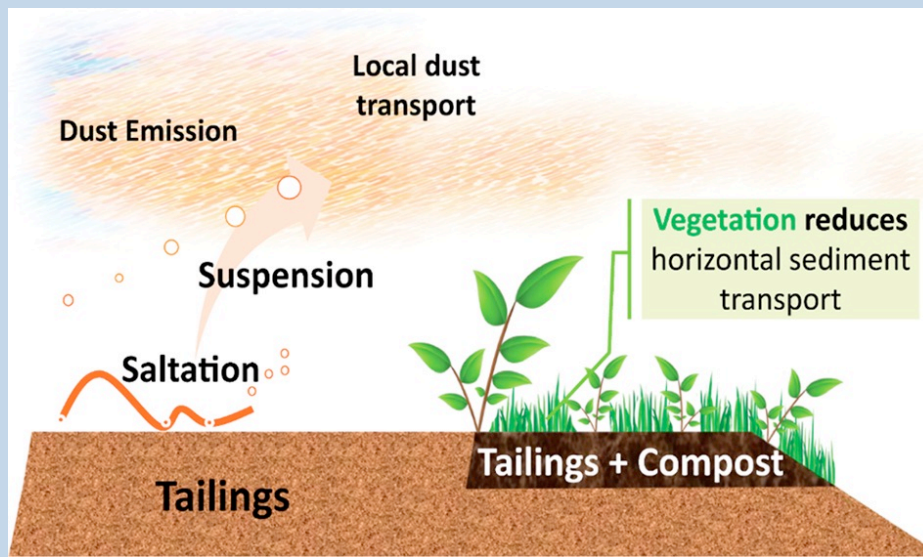 Local dust
transport
Dust Emission
Vegetation reduces
horizontal sediment
transport
Suspension
Saltation
Tailings + Compost
Tailings